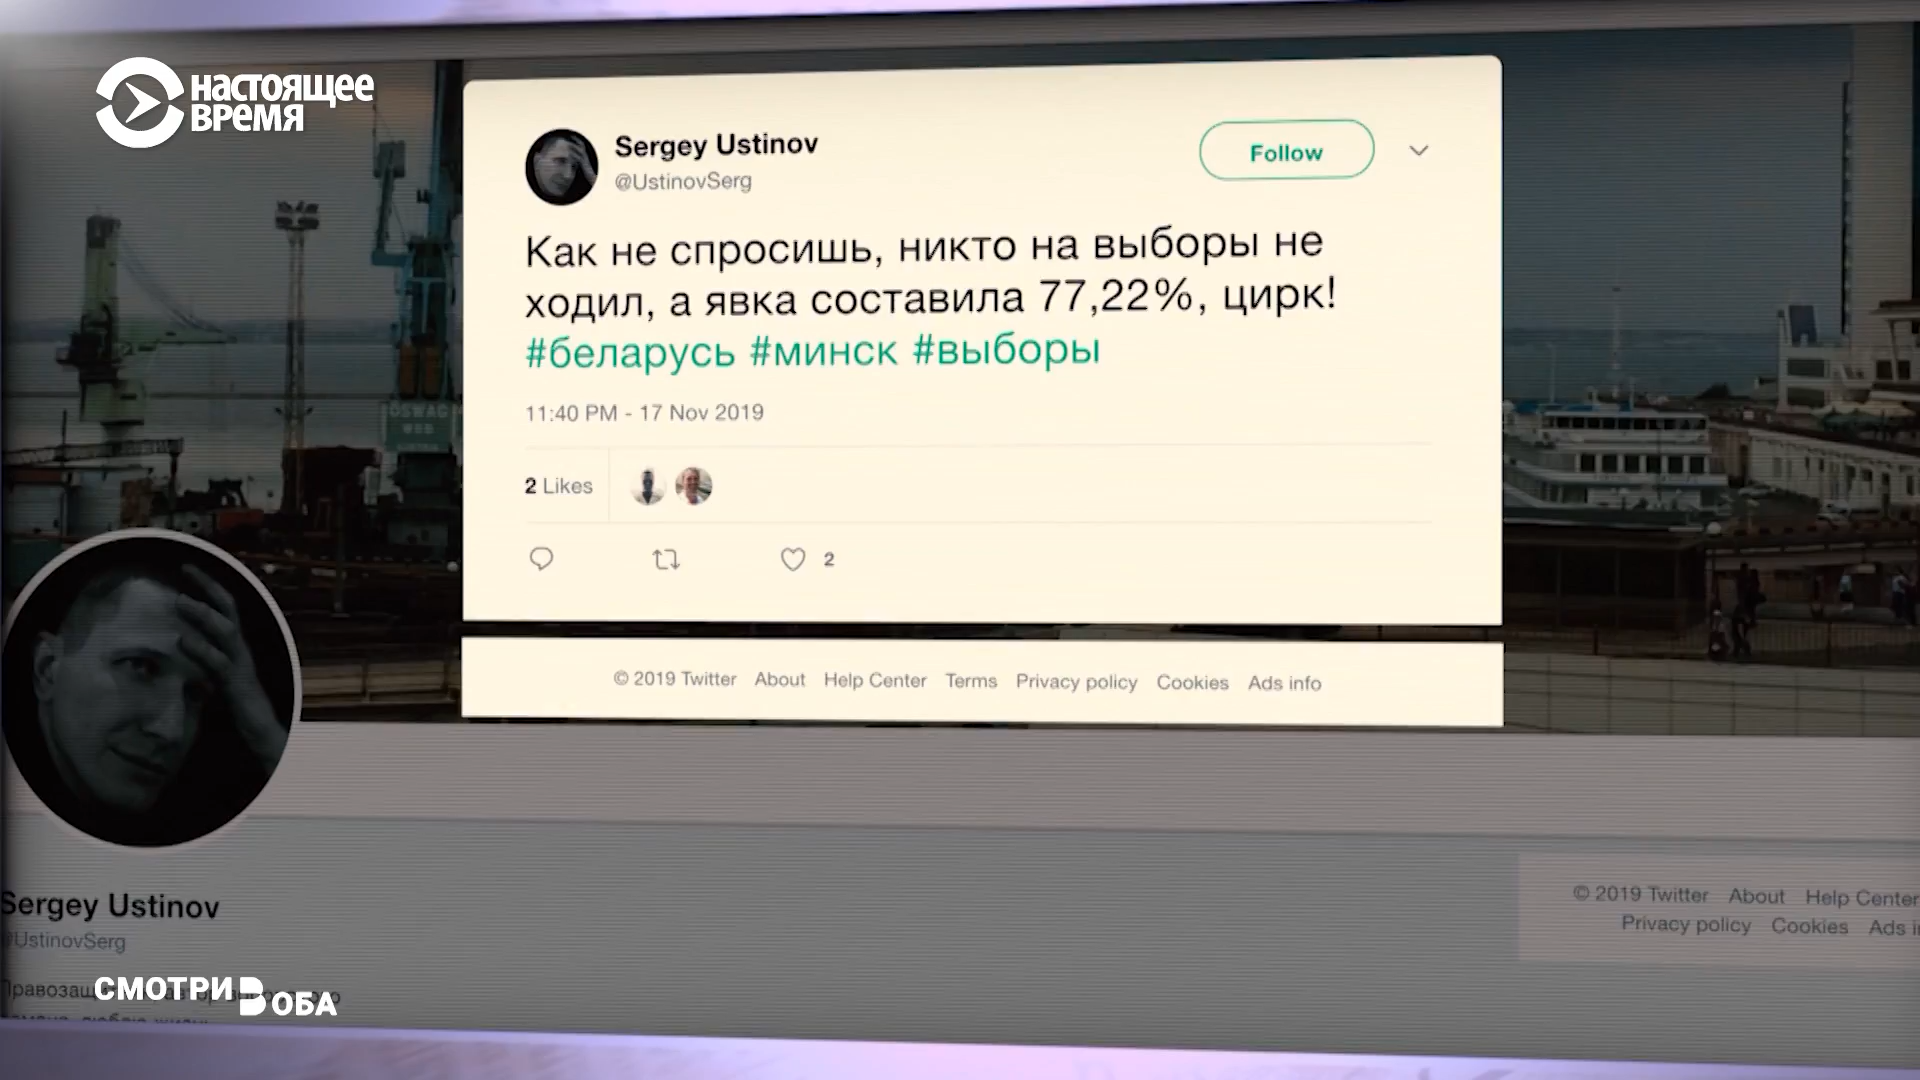 НАСТОЯЩЕЕ
ВРЕМЯ
Sergey Ustinov
@UstinovSerg
Follow
Как не спросишь, никто на выборы не
ходил, а явка составила 77,22%, цирк!
#беларусь #минск #выборы
11:40 PM - 17 Nov 2019
2 Likes
2
© 2019 Twitter About Help Center Terms Privacy policy Cookies Ads info
Sergey Ustinov
@UstinovSerg
СМОТРИ
В ОБА
© 2019 Twitter About Help Center
Privacy policy Cookies Ads